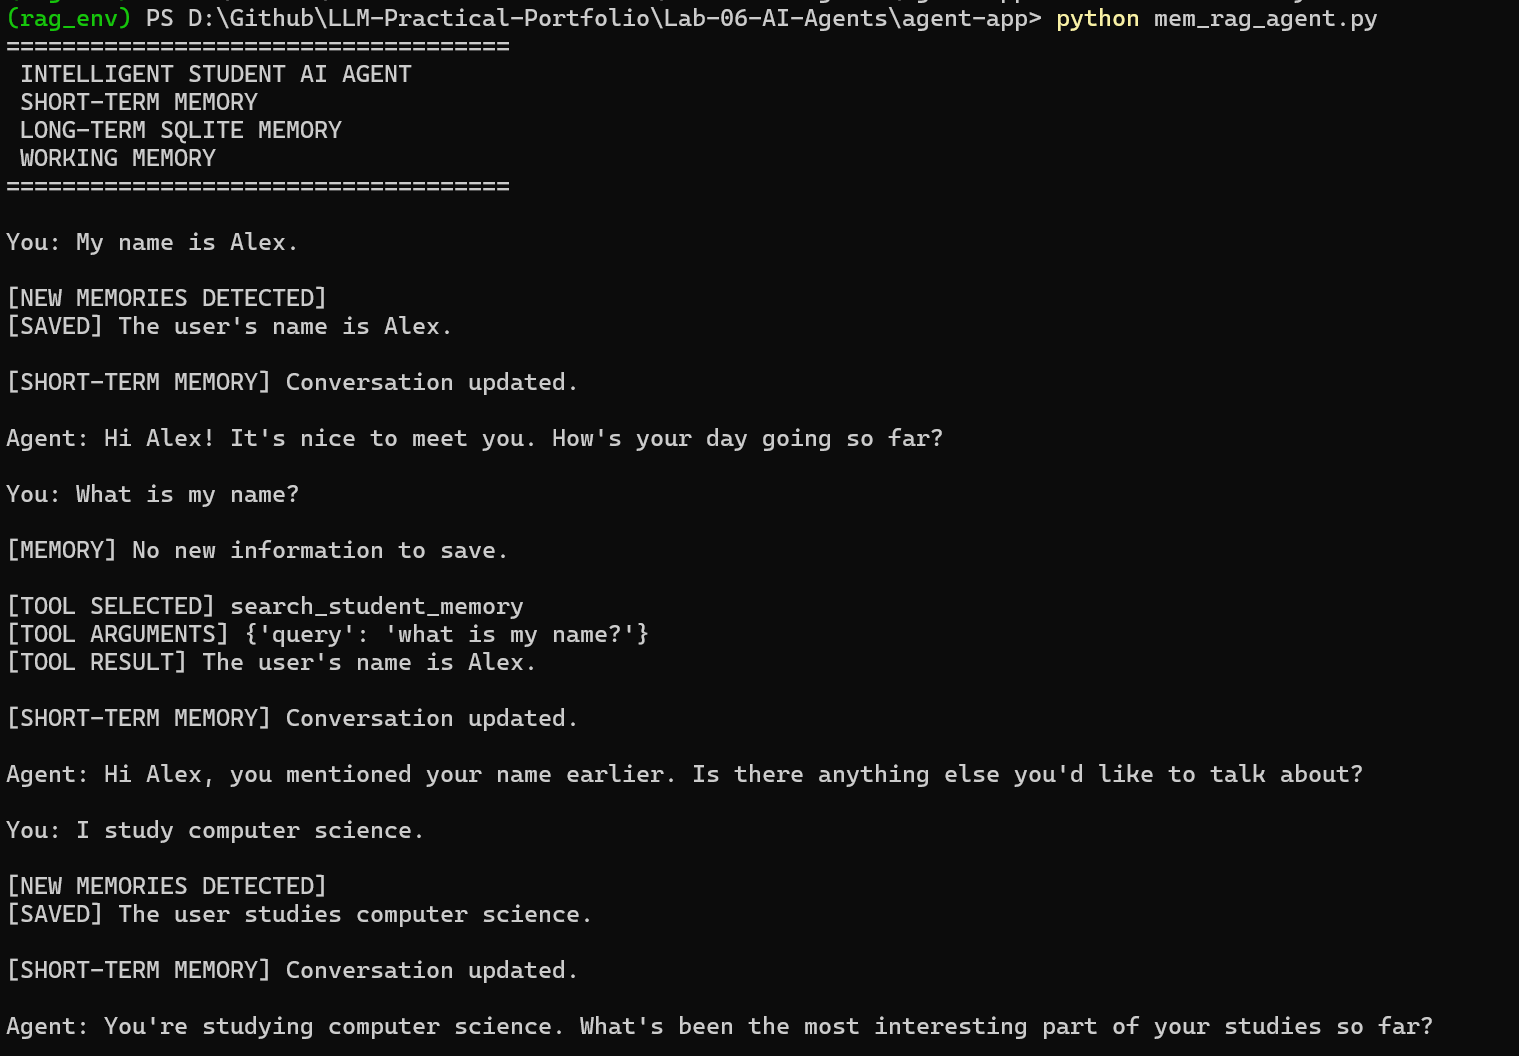 (rag_env) PS D:\Github\LLM-Practical-Portfolio\Lab-06-AI-Agents\agent-app> python mem_rag_agent.py
====================================
INTELLIGENT STUDENT AI AGENT
SHORT-TERM MEMORY
LONG-TERM SQLITE MEMORY
WORKING MEMORY
====================================
You: My name is Alex.
[NEW MEMORIES DETECTED]
[SAVED] The user's name is Alex.
[SHORT-TERM MEMORY] Conversation updated.
Agent: Hi Alex! It's nice to meet you. How's your day going so far?
You: What is my name?
[MEMORY] No new information to save.
[TOOL SELECTED] search_student_memory
[TOOL ARGUMENTS] {'query': 'what is my name?'}
[TOOL RESULT] The user's name is Alex.
[SHORT-TERM MEMORY] Conversation updated.
Agent: Hi Alex, you mentioned your name earlier. Is there anything else you'd like to talk about?
You: I study computer science.
[NEW MEMORIES DETECTED]
[SAVED] The user studies computer science.
[SHORT-TERM MEMORY] Conversation updated.
Agent: You're studying computer science. What's been the most interesting part of your studies so far?